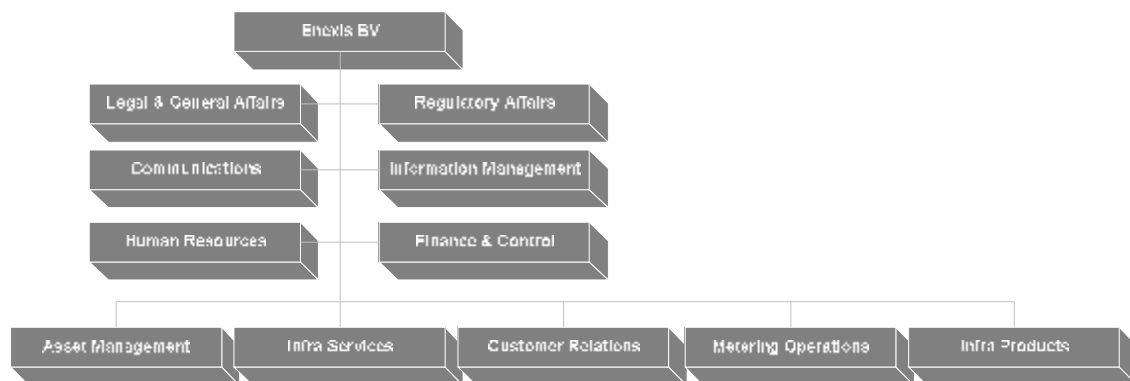 Enexis BV
Legal & General Affairs
Regulatory Affairs
Communications
Information Management
Human Resources
Finance & Control
Asset Management
Infra Services
Customer Relations
Metering Operations
Infra Products